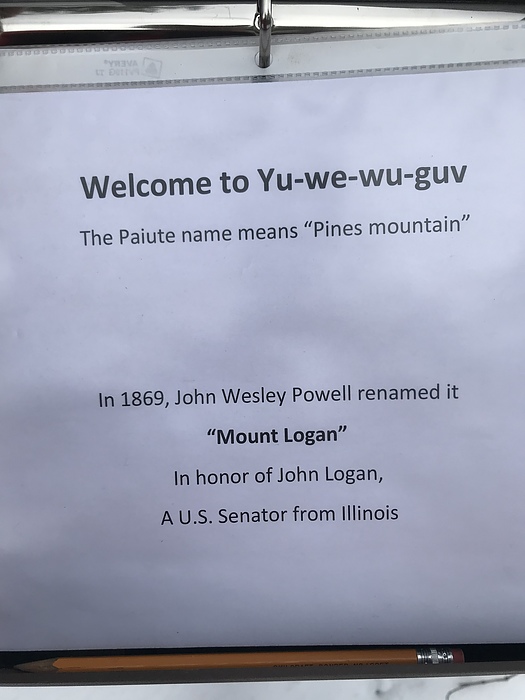 Welcome to Yu-we-wu-guv
The Paiute name means “Pines mountain”
In 1869, John Wesley Powell renamed it
“Mount Logan”
In honor of John Logan,
A U.S. Senator from Illinois